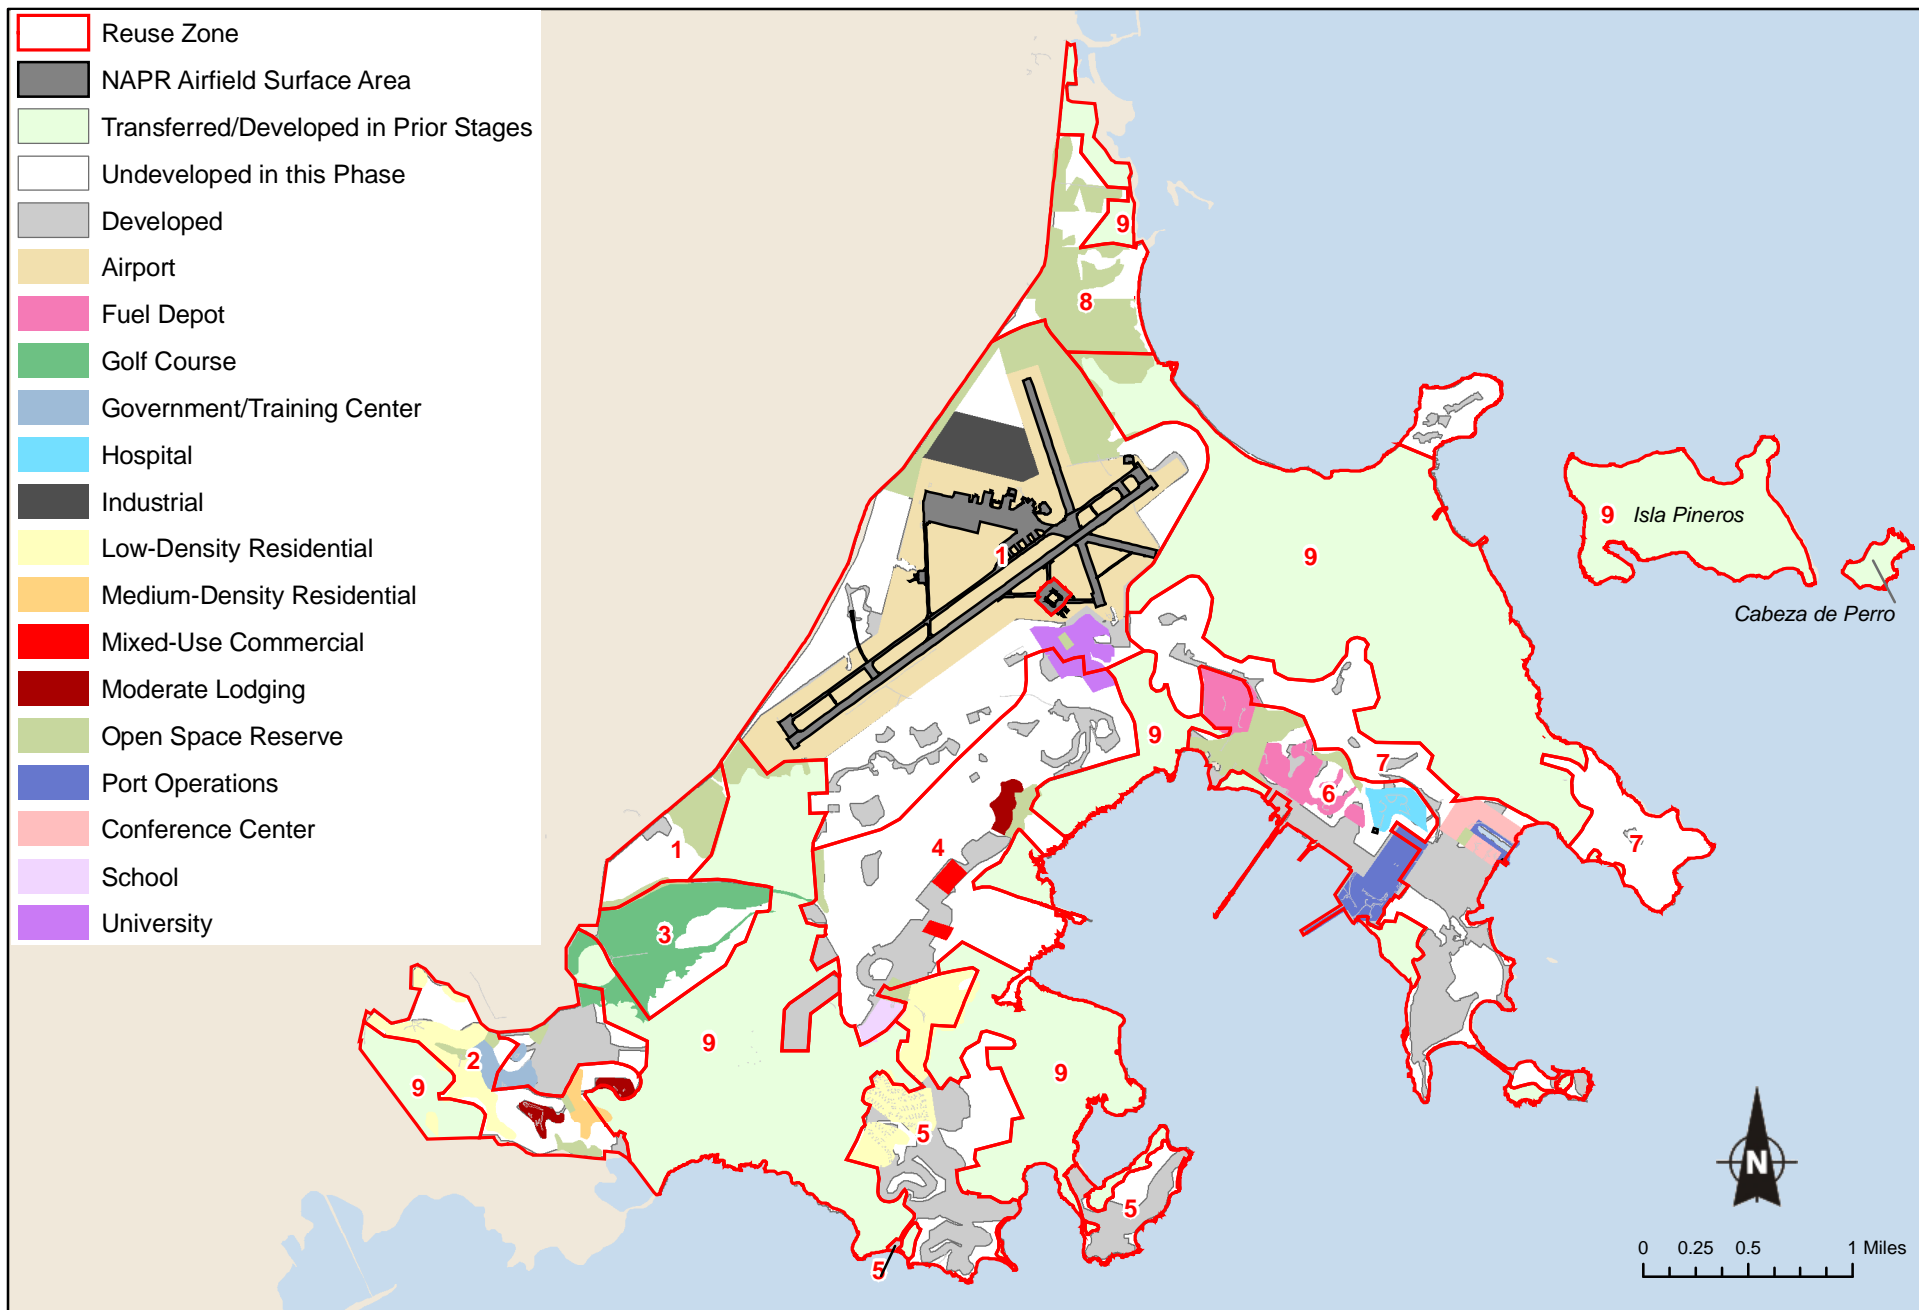 Reuse Zone
NAPR Airfield Surface Area
Transferred/Developed in Prior Stages
Undeveloped in this Phase
Developed
Airport
Fuel Depot
Golf Course
Government/Training Center
Hospital
Industrial
Low-Density Residential
Medium-Density Residential
Mixed-Use Commercial
Moderate Lodging
Open Space Reserve
Port Operations
Conference Center
School
University
9
8
9 Isla Pineros
1
9
Cabeza de Perro
9
7
6
4
1
7
3
9
2
9
9
5
5
5
N
0 0.25 0.5 1 Miles